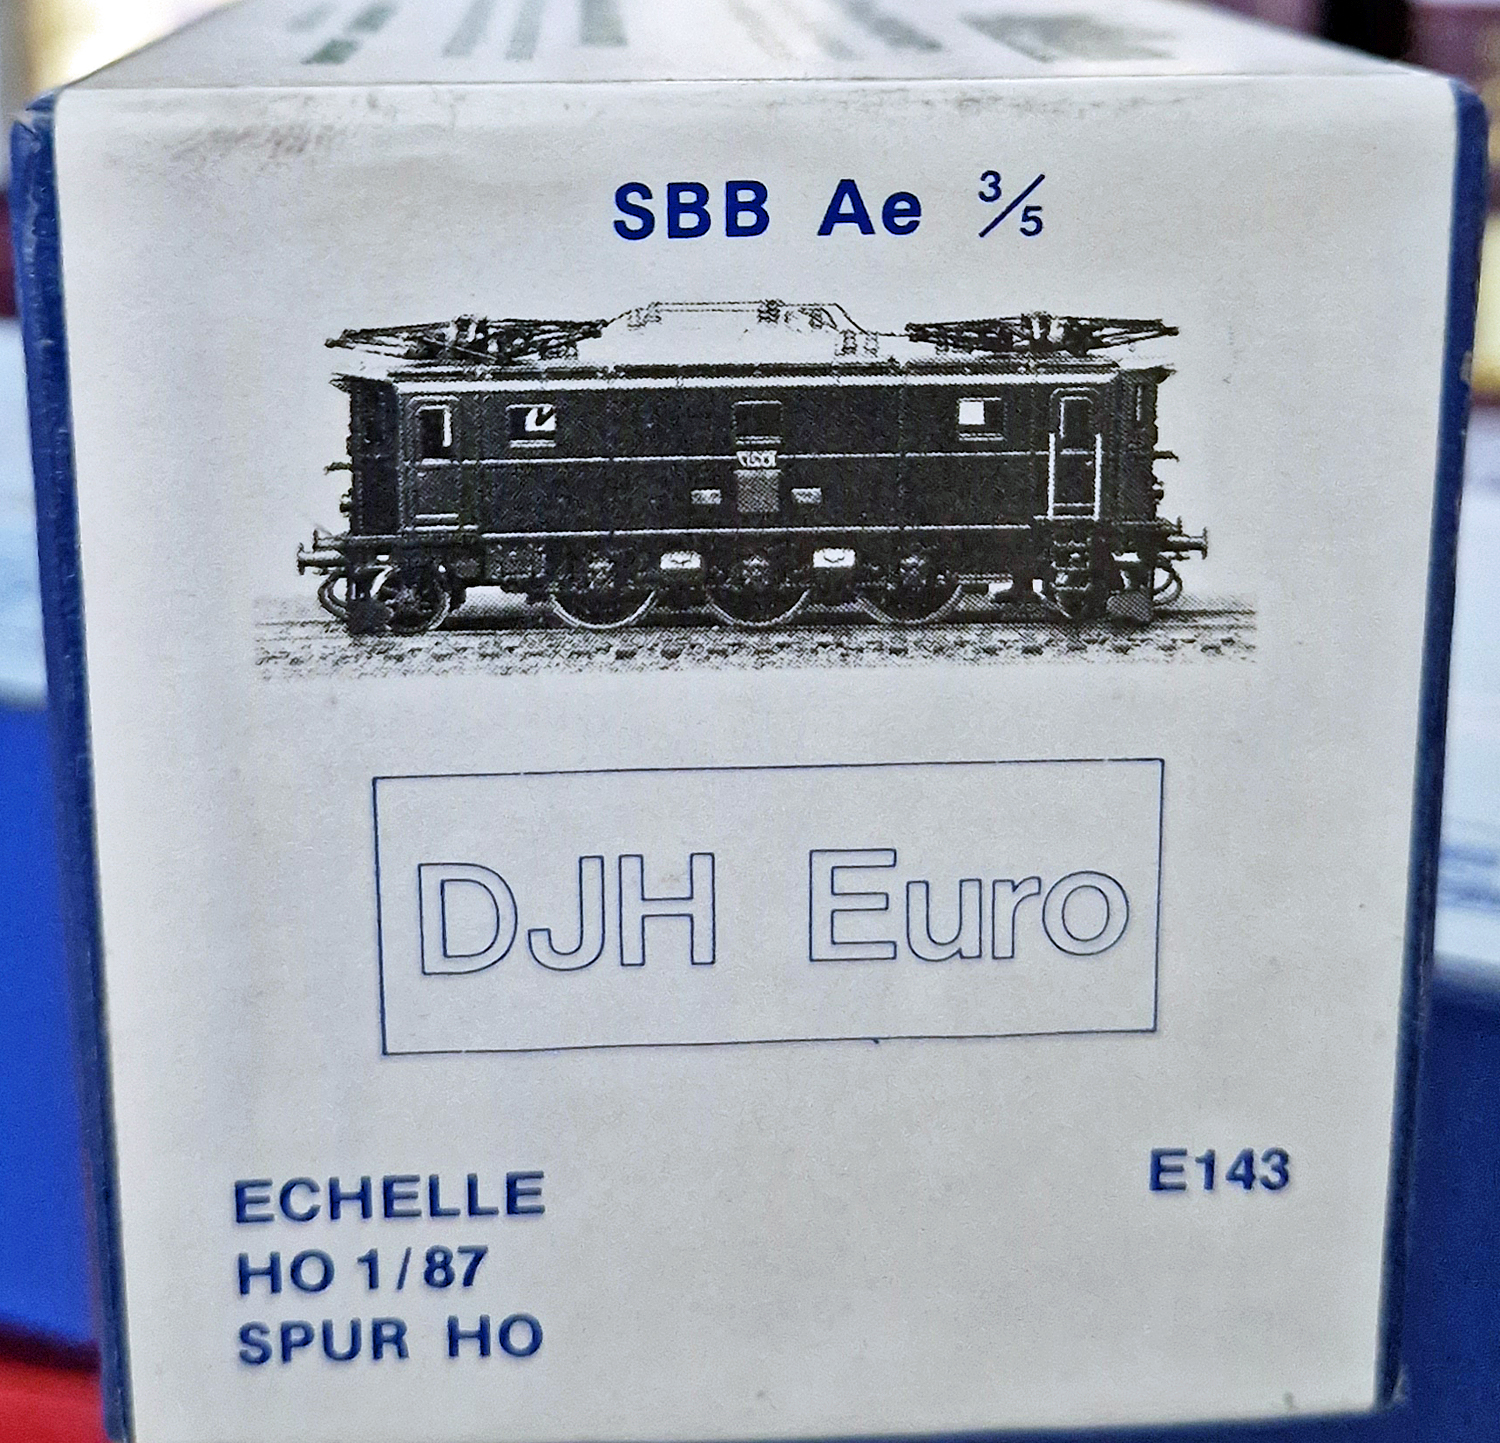 SBB Ae 3/5
DJH Euro
E143
ECHELLE
HO 1/87
SPUR HO